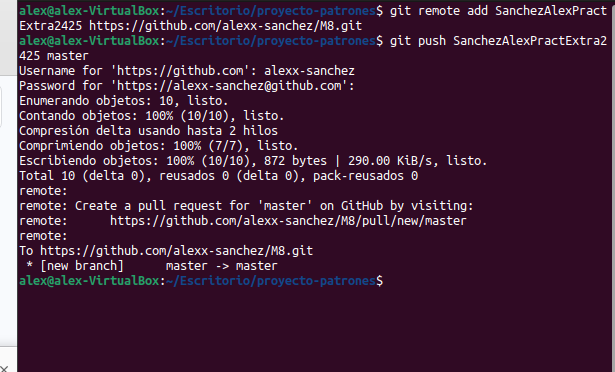 alex@alex-VirtualBox:~/Escritorio/proyecto-patrones$ git remote add SanchezAlexPract
Extra2425 https://github.com/alexx-sanchez/M8.git
alex@alex-VirtualBox:~/Escritorio/proyecto-patrones$ git push SanchezAlexPractExtra2
425 master
Username for 'https://github.com': alexx-sanchez
Password for 'https://alexx-sanchez@github.com':
Enumerando objetos: 10, listo.
Contando objetos: 100% (10/10), listo.
Compresión delta usando hasta 2 hilos
Comprimiendo objetos: 100% (7/7), listo.
Escribiendo objetos: 100% (10/10), 872 bytes | 290.00 KiB/s, listo.
Total 10 (delta 0), reusados 0 (delta 0), pack-reusados 0
remote:
remote: Create a pull request for 'master' on GitHub by visiting:
remote:      https://github.com/alexx-sanchez/M8/pull/new/master
remote:
To https://github.com/alexx-sanchez/M8.git
 * [new branch]      master -> master
alex@alex-VirtualBox:~/Escritorio/proyecto-patrones$